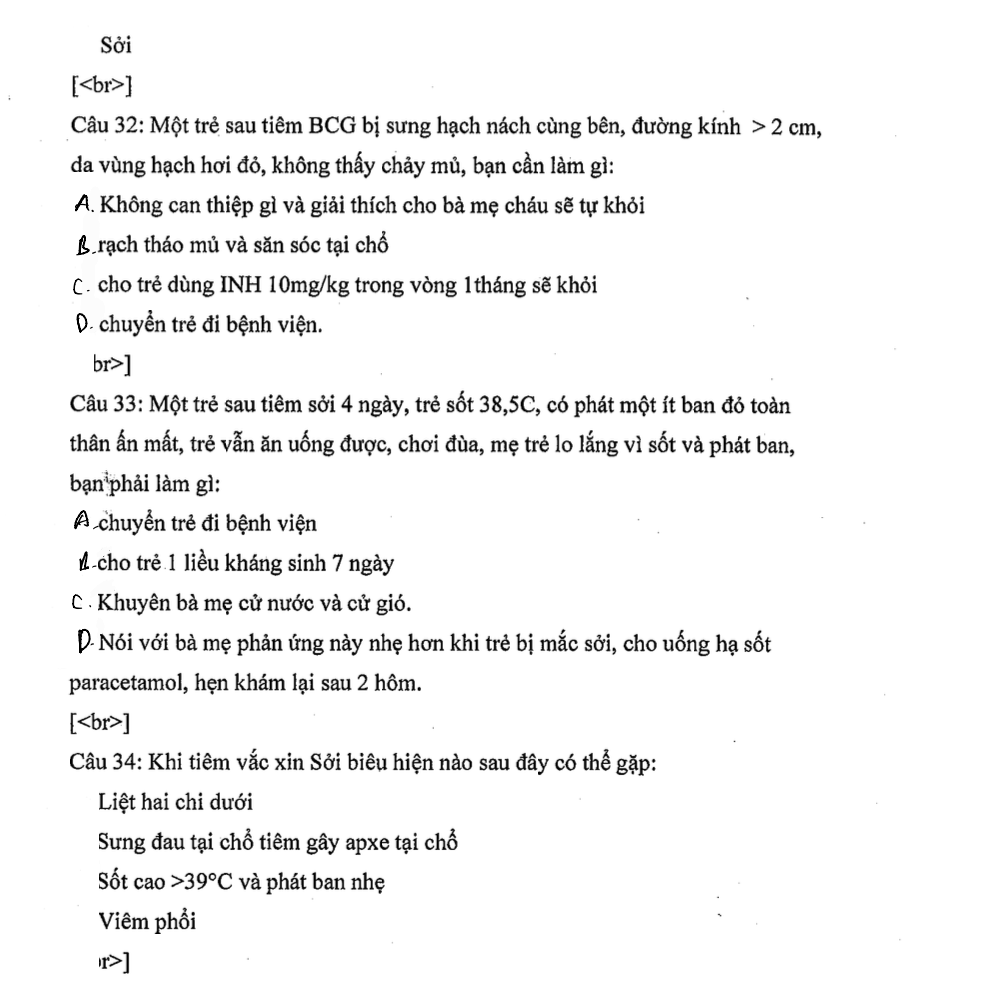 Sởi
[<br>]
Câu 32: Một trẻ sau tiêm BCG bị sưng hạch nách cùng bên, đường kính > 2 cm,
da vùng hạch hơi đỏ, không thấy chảy mủ, bạn cần làm gì:
A. Không can thiệp gì và giải thích cho bà mẹ cháu sẽ tự khỏi
B. rạch tháo mủ và săn sóc tại chổ
C. cho trẻ dùng INH 10mg/kg trong vòng 1tháng sẽ khỏi
D. chuyển trẻ đi bệnh viện.
br>]
Câu 33: Một trẻ sau tiêm sởi 4 ngày, trẻ sốt 38,5C, có phát một ít ban đỏ toàn
thân ấn mất, trẻ vẫn ăn uống được, chơi đùa, mẹ trẻ lo lắng vì sốt và phát ban,
bạn phải làm gì:
A. chuyển trẻ đi bệnh viện
cho trẻ 1 liều kháng sinh 7 ngày
C. Khuyên bà mẹ cử nước và cử gió.
D. Nói với bà mẹ phản ứng này nhẹ hơn khi trẻ bị mắc sởi, cho uống hạ sốt
paracetamol, hẹn khám lại sau 2 hôm.
[<br>]
Câu 34: Khi tiêm vắc xin Sởi biêu hiện nào sau đây có thể gặp:
Liệt hai chi dưới
Sưng đau tại chổ tiêm gây apxe tại chổ
Sốt cao >39°C và phát ban nhẹ
Viêm phổi
r>]